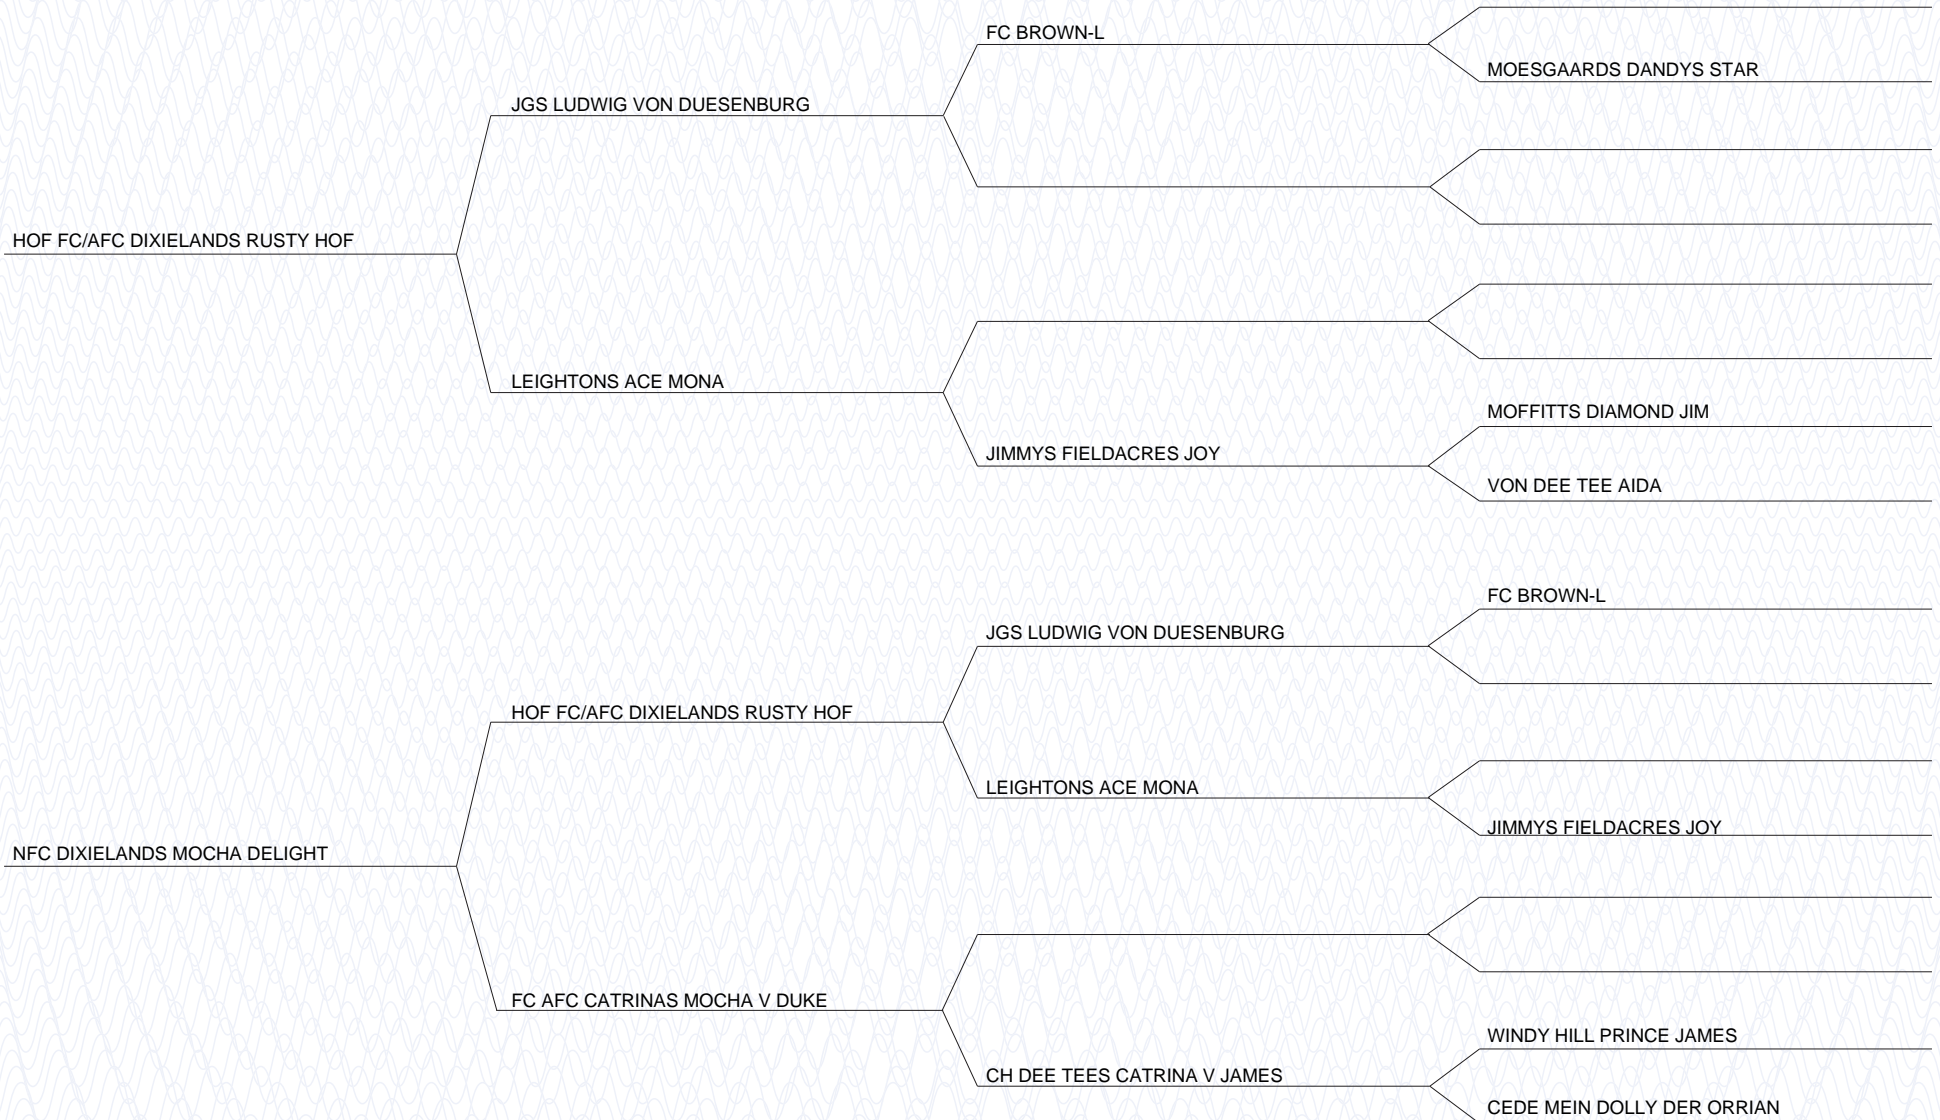 FC BROWN-L
MOESGAARDS DANDYS STAR
JGS LUDWIG VON DUESENBURG
HOF FC/AFC DIXIELANDS RUSTY HOF
LEIGHTONS ACE MONA
MOFFITTS DIAMOND JIM
JIMMYS FIELDACRES JOY
VON DEE TEE AIDA
FC BROWN-L
JGS LUDWIG VON DUESENBURG
HOF FC/AFC DIXIELANDS RUSTY HOF
LEIGHTONS ACE MONA
JIMMYS FIELDACRES JOY
NFC DIXIELANDS MOCHA DELIGHT
FC AFC CATRINAS MOCHA V DUKE
WINDY HILL PRINCE JAMES
CH DEE TEES CATRINA V JAMES
CEDE MEIN DOLLY DER ORRIAN